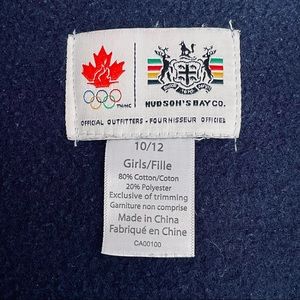 TM/MC
HUDSON'S BAY CO.
OFFICIAL OUTFITTERS - FOURNISSEUR OFFICIEL
10/12
Girls/Fille
80% Cotton/Coton
20% Polyester
Exclusive of trimming
Garniture non comprise
Made in China
Fabriqué en Chine
CA00100